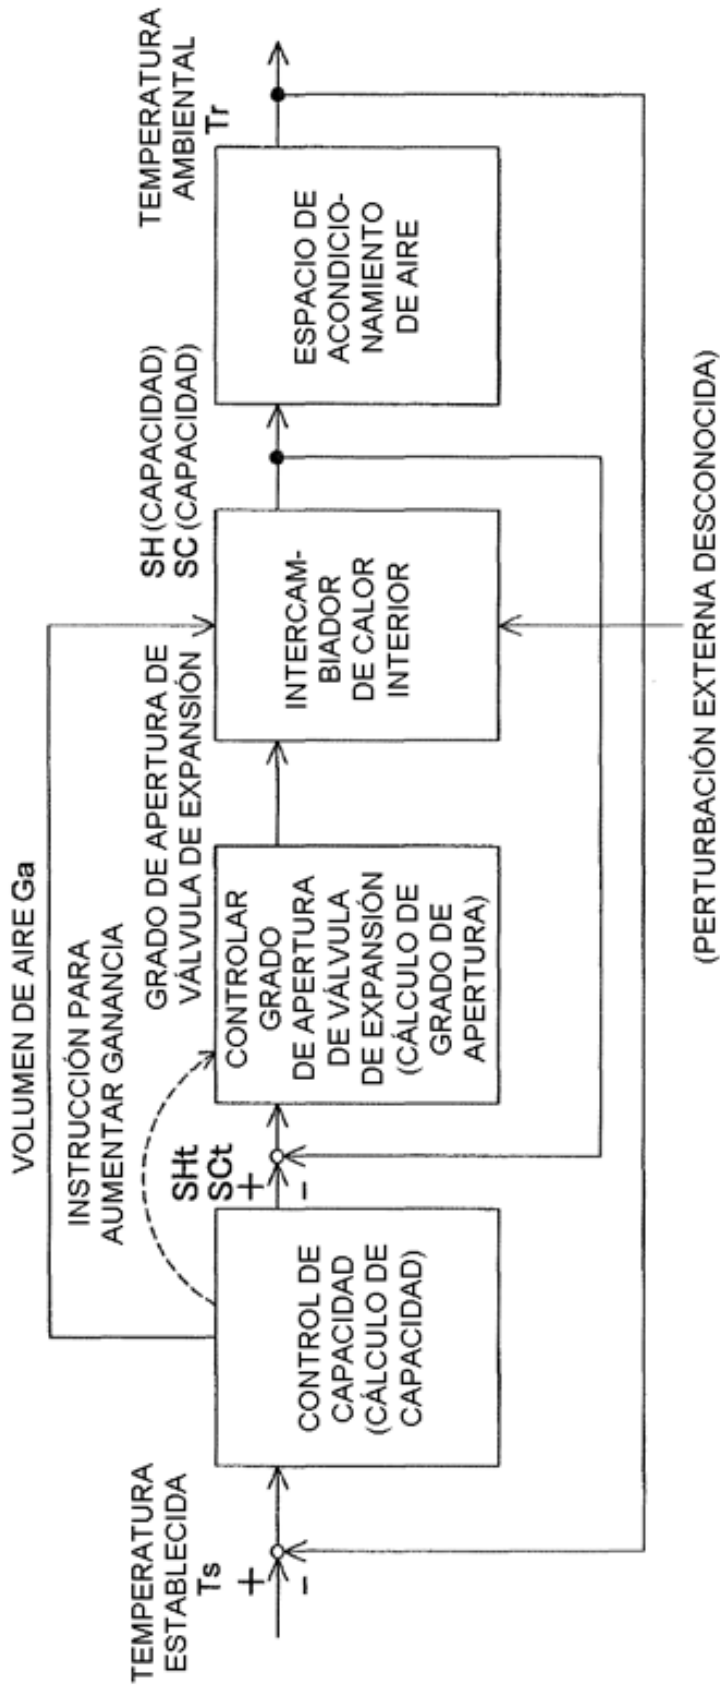 TEMPERATURA
ESTABLECIDA
Ts
+
−
CONTROL DE
CAPACIDAD
(CÁLCULO DE
CAPACIDAD)
VOLUMEN DE AIRE Ga
INSTRUCCIÓN PARA
AUMENTAR GANANCIA
SHt
SCt
+
−
CONTROLAR
GRADO
DE APERTURA
DE VÁLVULA
DE EXPANSIÓN
(CÁLCULO DE
GRADO DE
APERTURA)
GRADO DE APERTURA DE
VÁLVULA DE EXPANSIÓN
INTERCAM-
BIADOR
DE CALOR
INTERIOR
SH (CAPACIDAD)
SC (CAPACIDAD)
ESPACIO DE
ACONDICIO-
NAMIENTO
DE AIRE
TEMPERATURA
AMBIENTAL
Tr
(PERTURBACIÓN EXTERNA DESCONOCIDA)